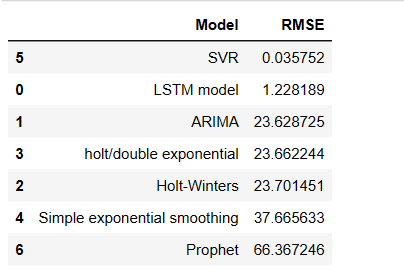 Model RMSE
5 SVR 0.035752
0 LSTM model 1.228189
1 ARIMA 23.628725
3 holt/double exponential 23.662244
2 Holt-Winters 23.701451
4 Simple exponential smoothing 37.665633
6 Prophet 66.367246